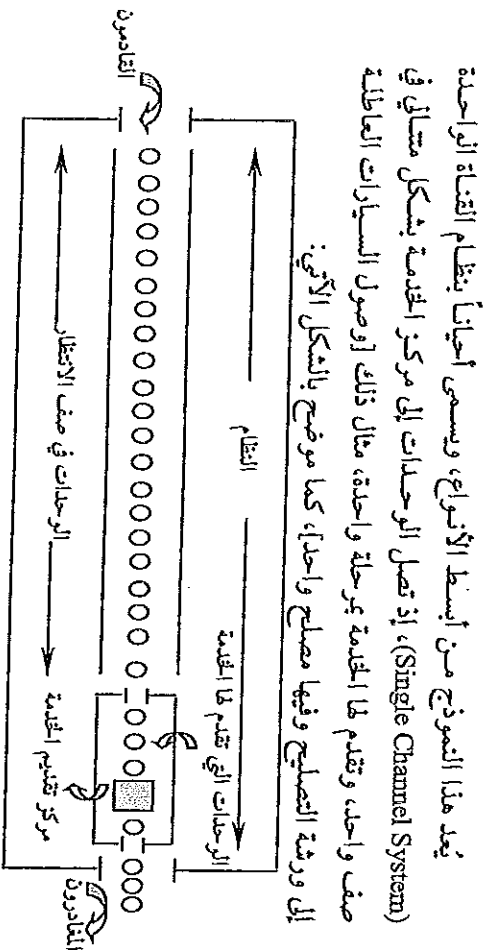 يُعد هذا النموذج من أبسط الأنواع، ويسمى أحياناً بنظام القناة الواحدة
(Single Channel System)، إذ تصل الوحدات إلى مركز الخدمة بشكل متتالي في
صف واحد، وتقدم لها الخدمة بمرحلة واحدة، مثال ذلك [وصول السيارات العاطلة
إلى ورشة التصليح وفيها مصلح واحد]، كما موضح بالشكل الآتي:
النظام
الوحدات التي تقدم لها الخدمة
القادمون
المغادرون
الوحدات في صف الانتظار
مركز تقديم الخدمة